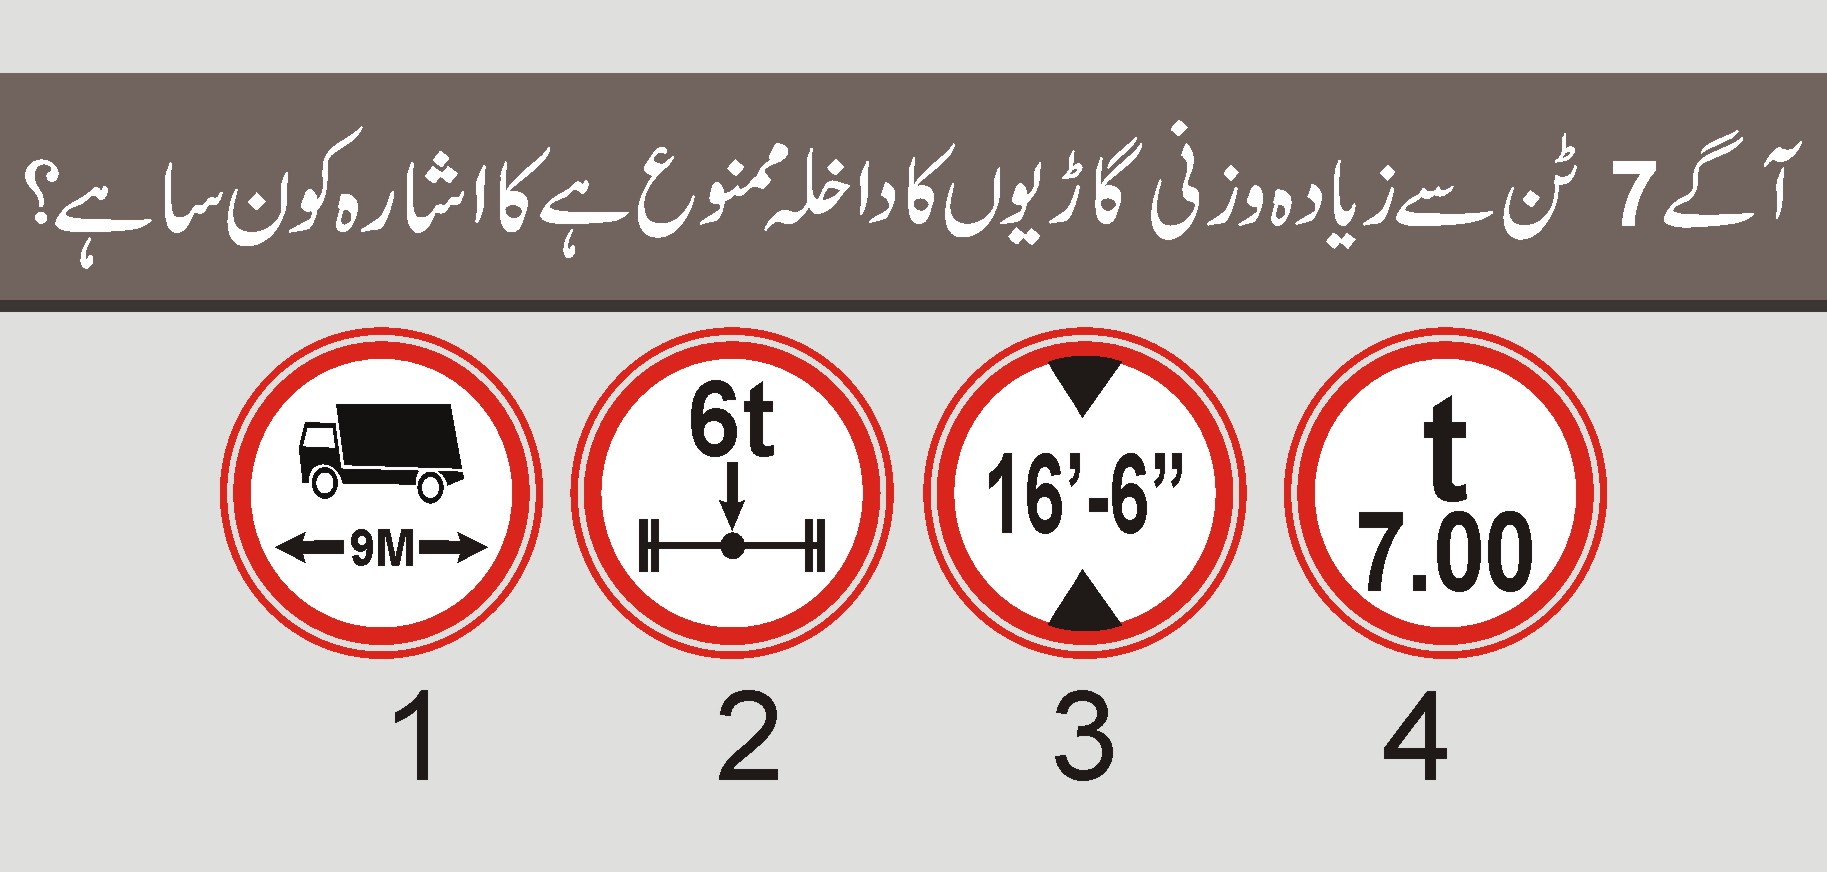 آگے 7 ٹن سے زیادہ وزنی گاڑیوں کا داخلہ ممنوع ہے کا اشارہ کون سا ہے؟
9M
6t
16’-6”
t
7.00
1 2 3 4